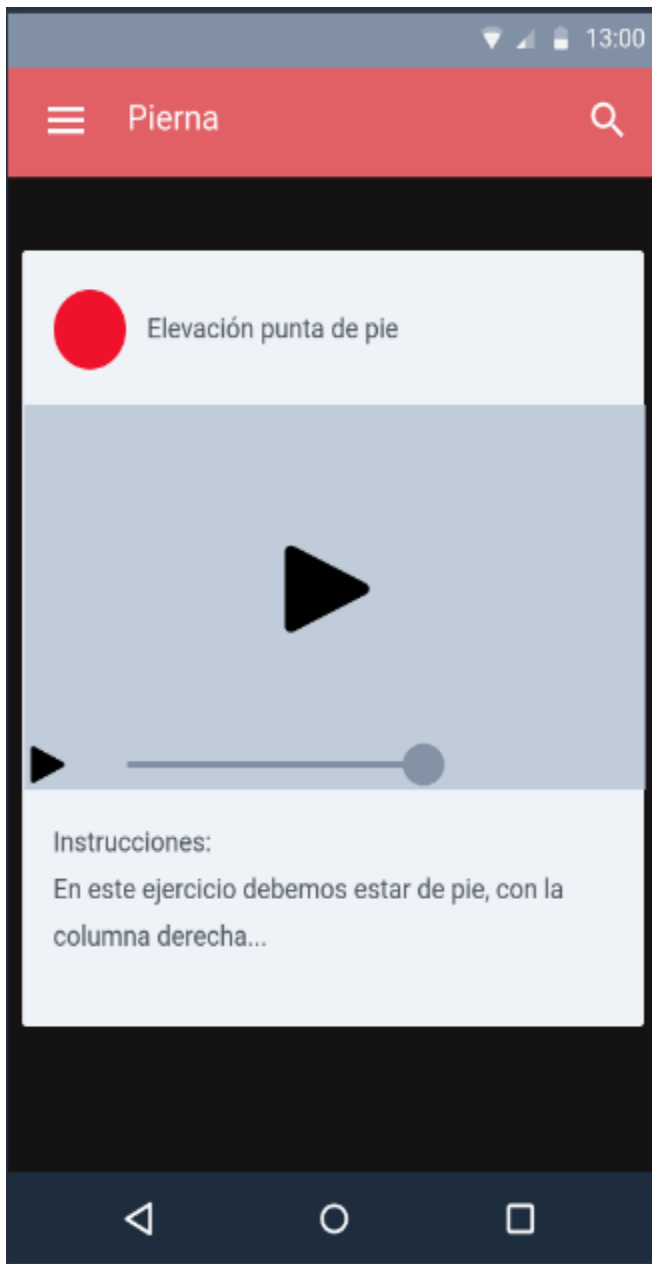 13:00
Pierna
Elevación punta de pie
Instrucciones:
En este ejercicio debemos estar de pie, con la
columna derecha...